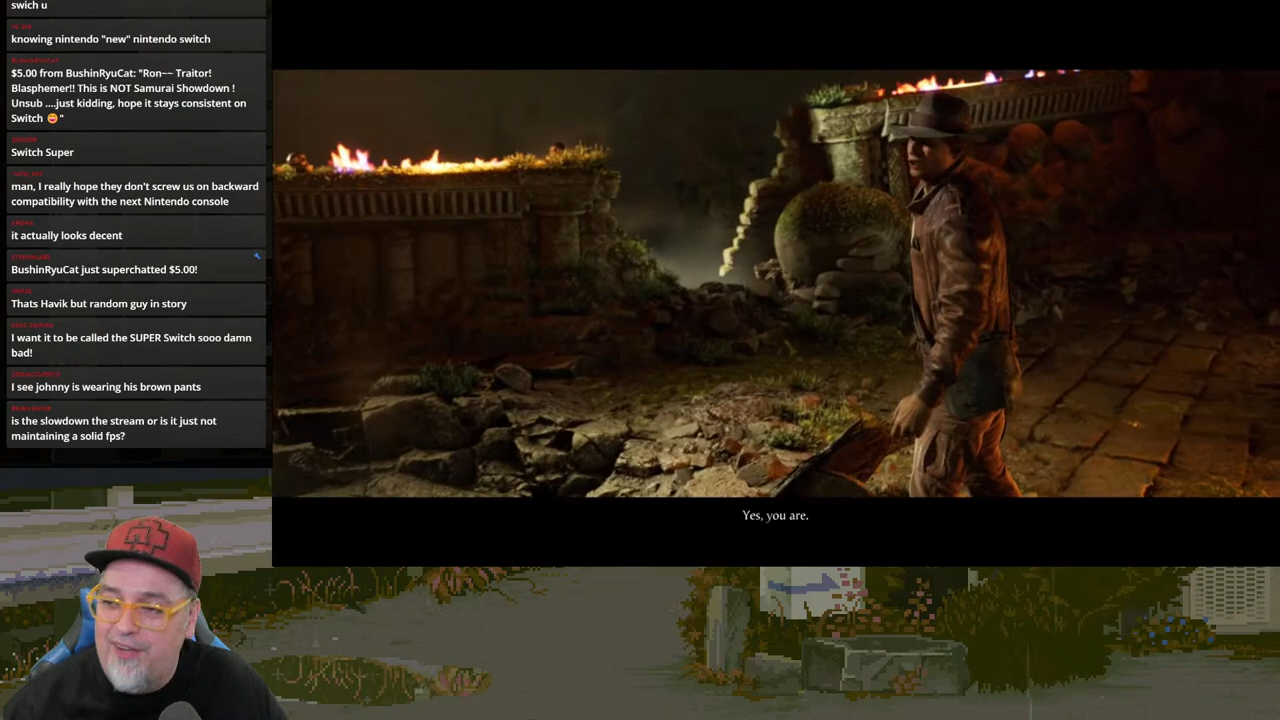 swich u
knowing nintendo "new" nintendo switch
$5.00 from BushinRyuCat: "Ron~~ Traitor!
Blasphemer!! This is NOT Samurai Showdown !
Unsub ....just kidding, hope it stays consistent on
Switch 😄"
Switch Super
man, I really hope they don't screw us on backward
compatibility with the next Nintendo console
it actually looks decent
BushinRyuCat just superchatted $5.00!
Thats Havik but random guy in story
I want it to be called the SUPER Switch sooo damn
bad!
I see johnny is wearing his brown pants
is the slowdown the stream or is it just not
maintaining a solid fps?
Yes, you are.